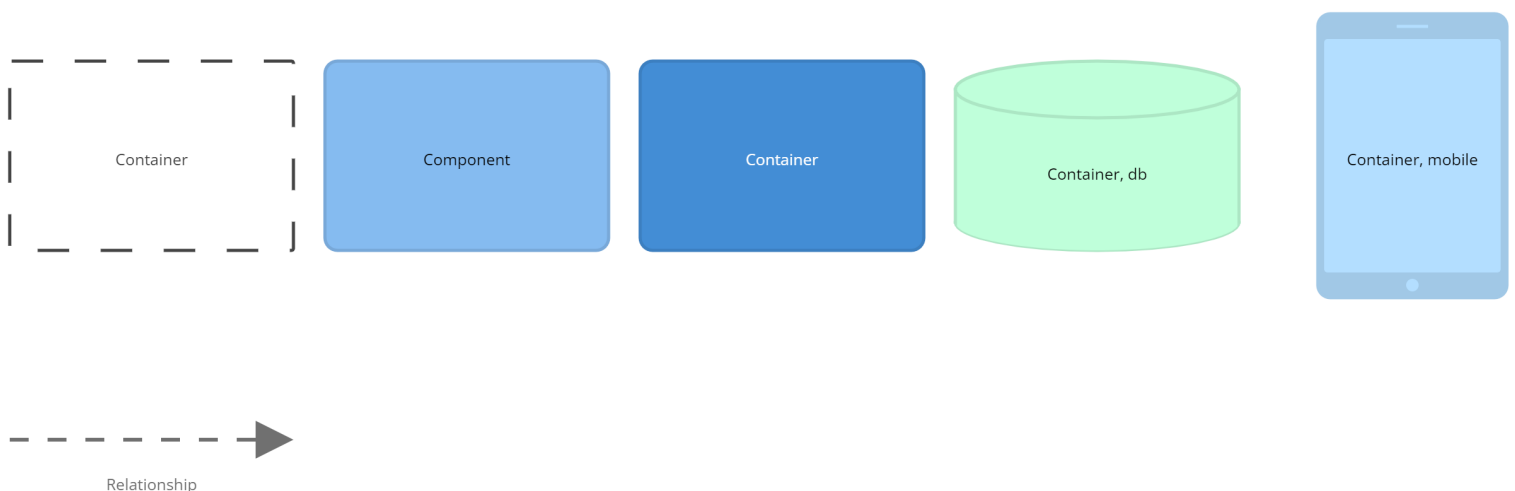 Container
Component
Container
Container, db
Container, mobile
Relationship